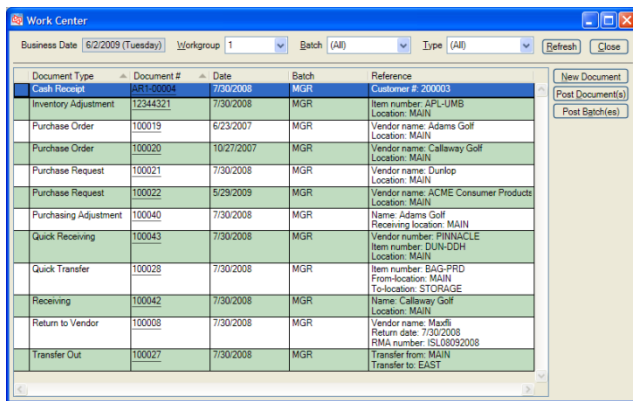 Work Center
Business Date 6/2/2009 (Tuesday) Workgroup 1 Batch (All) Type (All) Refresh Close
Document Type Document # Date Batch Reference
New Document
Post Document(s)
Post Batch(es)
Cash Receipt AR1-00004 7/30/2008 MGR Customer #: 200003
Inventory Adjustment 12344321 7/30/2008 MGR Item number: APL-UMB
Location: MAIN
Purchase Order 100019 6/23/2007 MGR Vendor name: Adams Golf
Location: MAIN
Purchase Order 100020 10/27/2007 MGR Vendor name: Callaway Golf
Location: MAIN
Purchase Request 100021 7/30/2008 MGR Vendor name: Dunlop
Location: MAIN
Purchase Request 100022 5/29/2009 MGR Vendor name: ACME Consumer Products
Location: MAIN
Purchasing Adjustment 100040 7/30/2008 MGR Name: Adams Golf
Receiving location: MAIN
Quick Receiving 100043 7/30/2008 MGR Vendor number: PINNACLE
Item number: DUN-DDH
Location: MAIN
Quick Transfer 100028 7/30/2008 MGR Item number: BAG-PRD
From-location: MAIN
To-location: STORAGE
Receiving 100042 7/30/2008 MGR Name: Callaway Golf
Location: MAIN
Return to Vendor 100008 7/30/2008 MGR Vendor name: Maxfli
Return date: 7/30/2008
RMA number: ISL08092008
Transfer Out 100027 7/30/2008 MGR Transfer from: MAIN
Transfer to: EAST